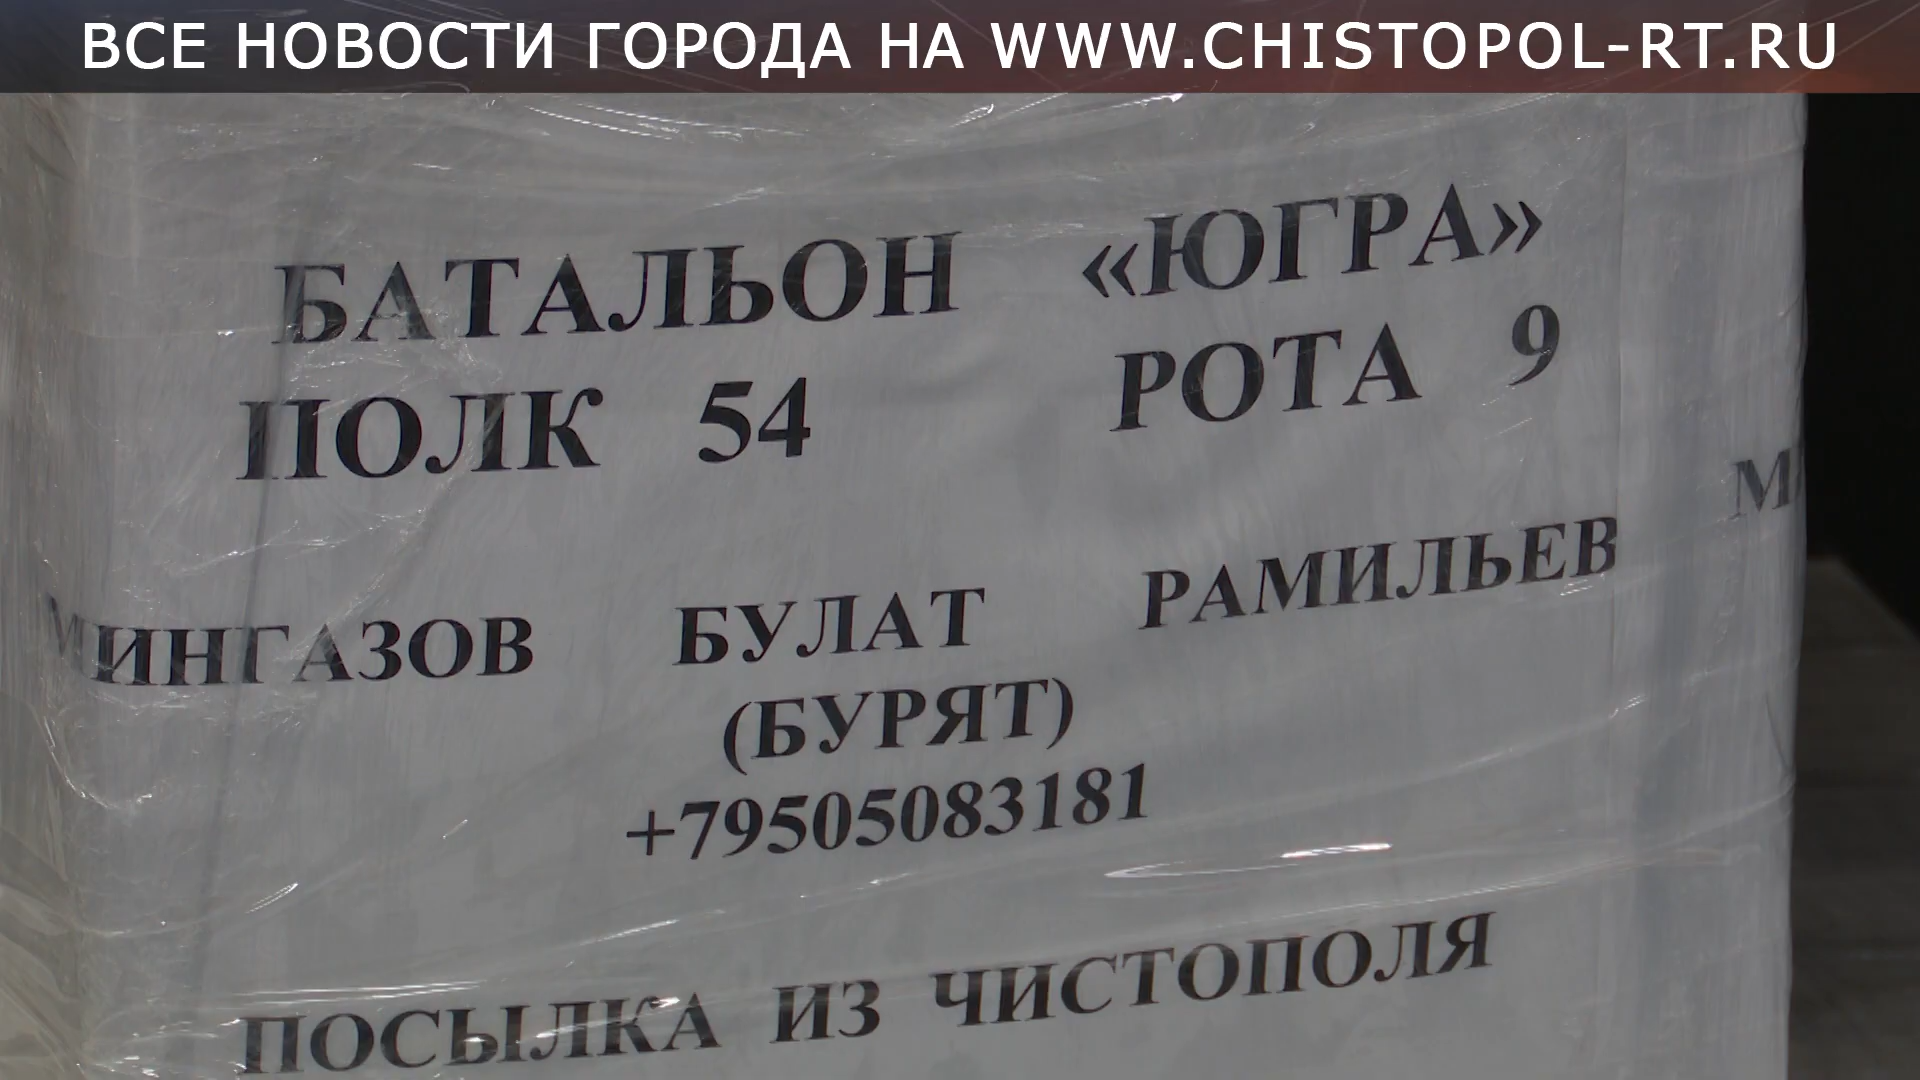 ВСЕ НОВОСТИ ГОРОДА НА WWW.CHISTOPOL-RT.RU
БАТАЛЬОН «ЮГРА»
ПОЛК 54 РОТА 9
МИНГАЗОВ БУЛАТ РАМИЛЬЕВ
(БУРЯТ)
+79505083181
ПОСЫЛКА ИЗ ЧИСТОПОЛЯ